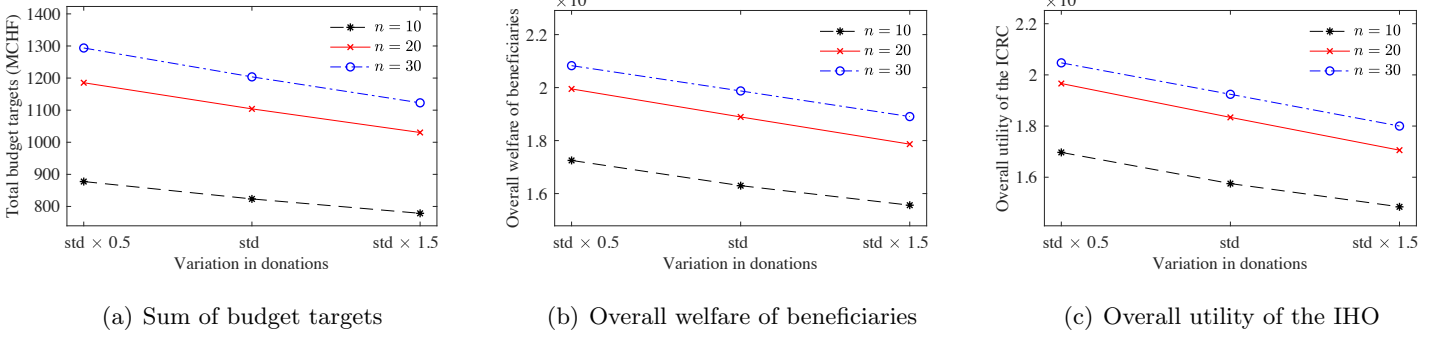 1400
1300
1200
1100
1000
900
800
Total budget targets (MCHF)
n = 10
n = 20
n = 30
std × 0.5
std
std × 1.5
Variation in donations
(a) Sum of budget targets
2.2
2
1.8
1.6
Overall welfare of beneficiaries
n = 10
n = 20
n = 30
std × 0.5
std
std × 1.5
Variation in donations
(b) Overall welfare of beneficiaries
2.2
2
1.8
1.6
Overall utility of the ICRC
n = 10
n = 20
n = 30
std × 0.5
std
std × 1.5
Variation in donations
(c) Overall utility of the IHO